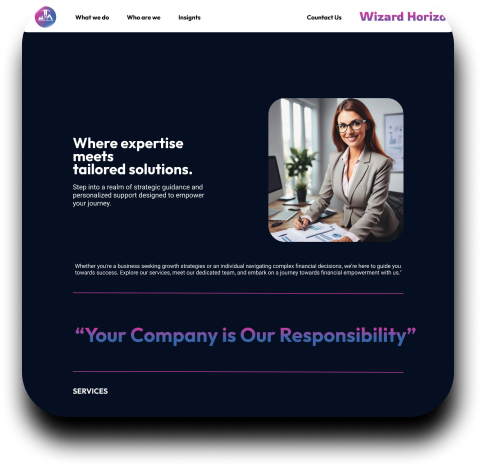 What we do
Who are we
Insights
Countact Us
Wizard Horizo
Where expertise
meets
tailored solutions.
Step into a realm of strategic guidance and
personalized support designed to empower
your journey.
Whether you're a business seeking growth strategies or an individual navigating complex financial decisions, we're here to guide you
towards success. Explore our services, meet our dedicated team, and embark on a journey towards financial empowerment with us."
“Your Company is Our Responsibility”
SERVICES